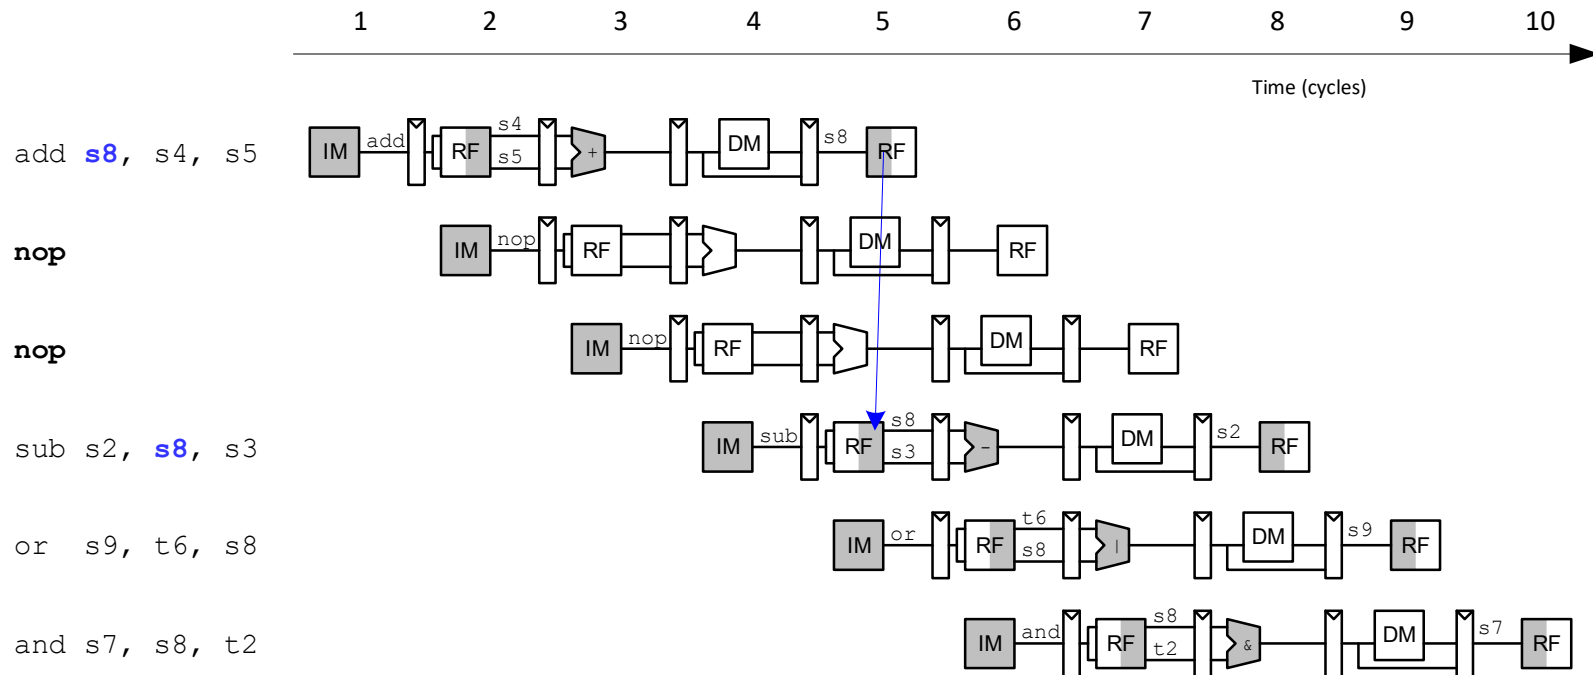 1 2 3 4 5 6 7 8 9 10
Time (cycles)
add s8, s4, s5 IM add RF s4 s5 + DM s8 RF
nop IM nop RF DM RF
nop IM nop RF DM RF
sub s2, s8, s3 IM sub RF s8 s3 - DM s2 RF
or s9, t6, s8 IM or RF t6 s8 | DM s9 RF
and s7, s8, t2 IM and RF s8 t2 & DM s7 RF